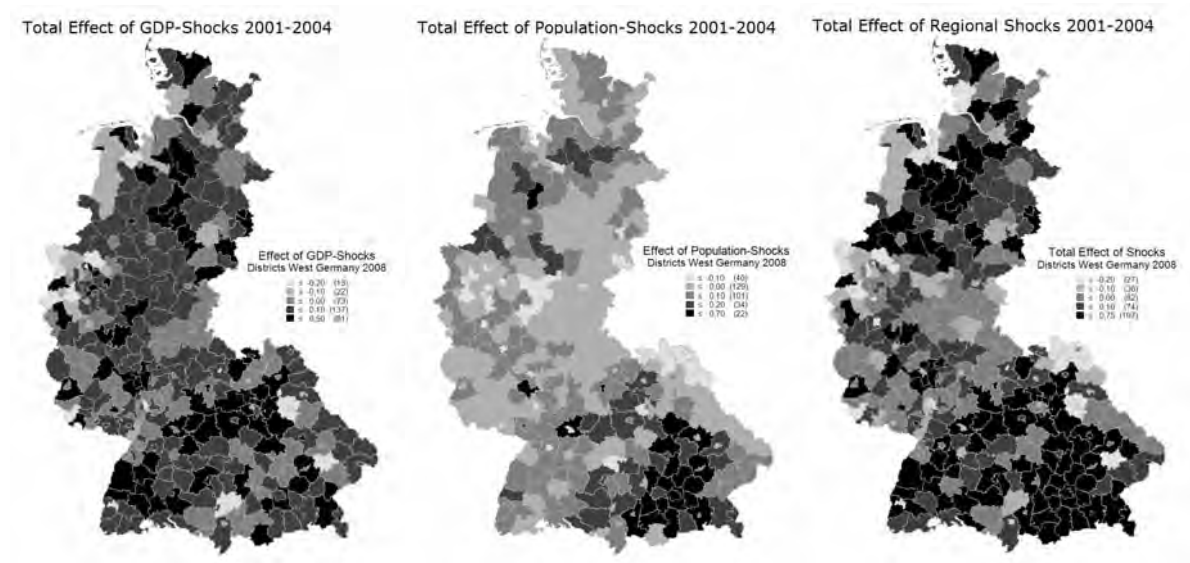 Total Effect of GDP-Shocks 2001-2004
Total Effect of Population-Shocks 2001-2004
Total Effect of Regional Shocks 2001-2004
Effect of GDP-Shocks
Districts West Germany 2008
≤ -0.20 (13)
≤ -0.10 (22)
≤ 0.00 (73)
≤ 0.10 (137)
≤ 0.50 (81)
Effect of Population-Shocks
Districts West Germany 2008
≤ -0.10 (40)
≤ 0.00 (129)
≤ 0.10 (101)
≤ 0.20 (34)
≤ 0.70 (22)
Total Effect of Shocks
Districts West Germany 2008
≤ -0.20 (27)
≤ -0.10 (36)
≤ 0.00 (82)
≤ 0.10 (74)
≤ 0.75 (107)